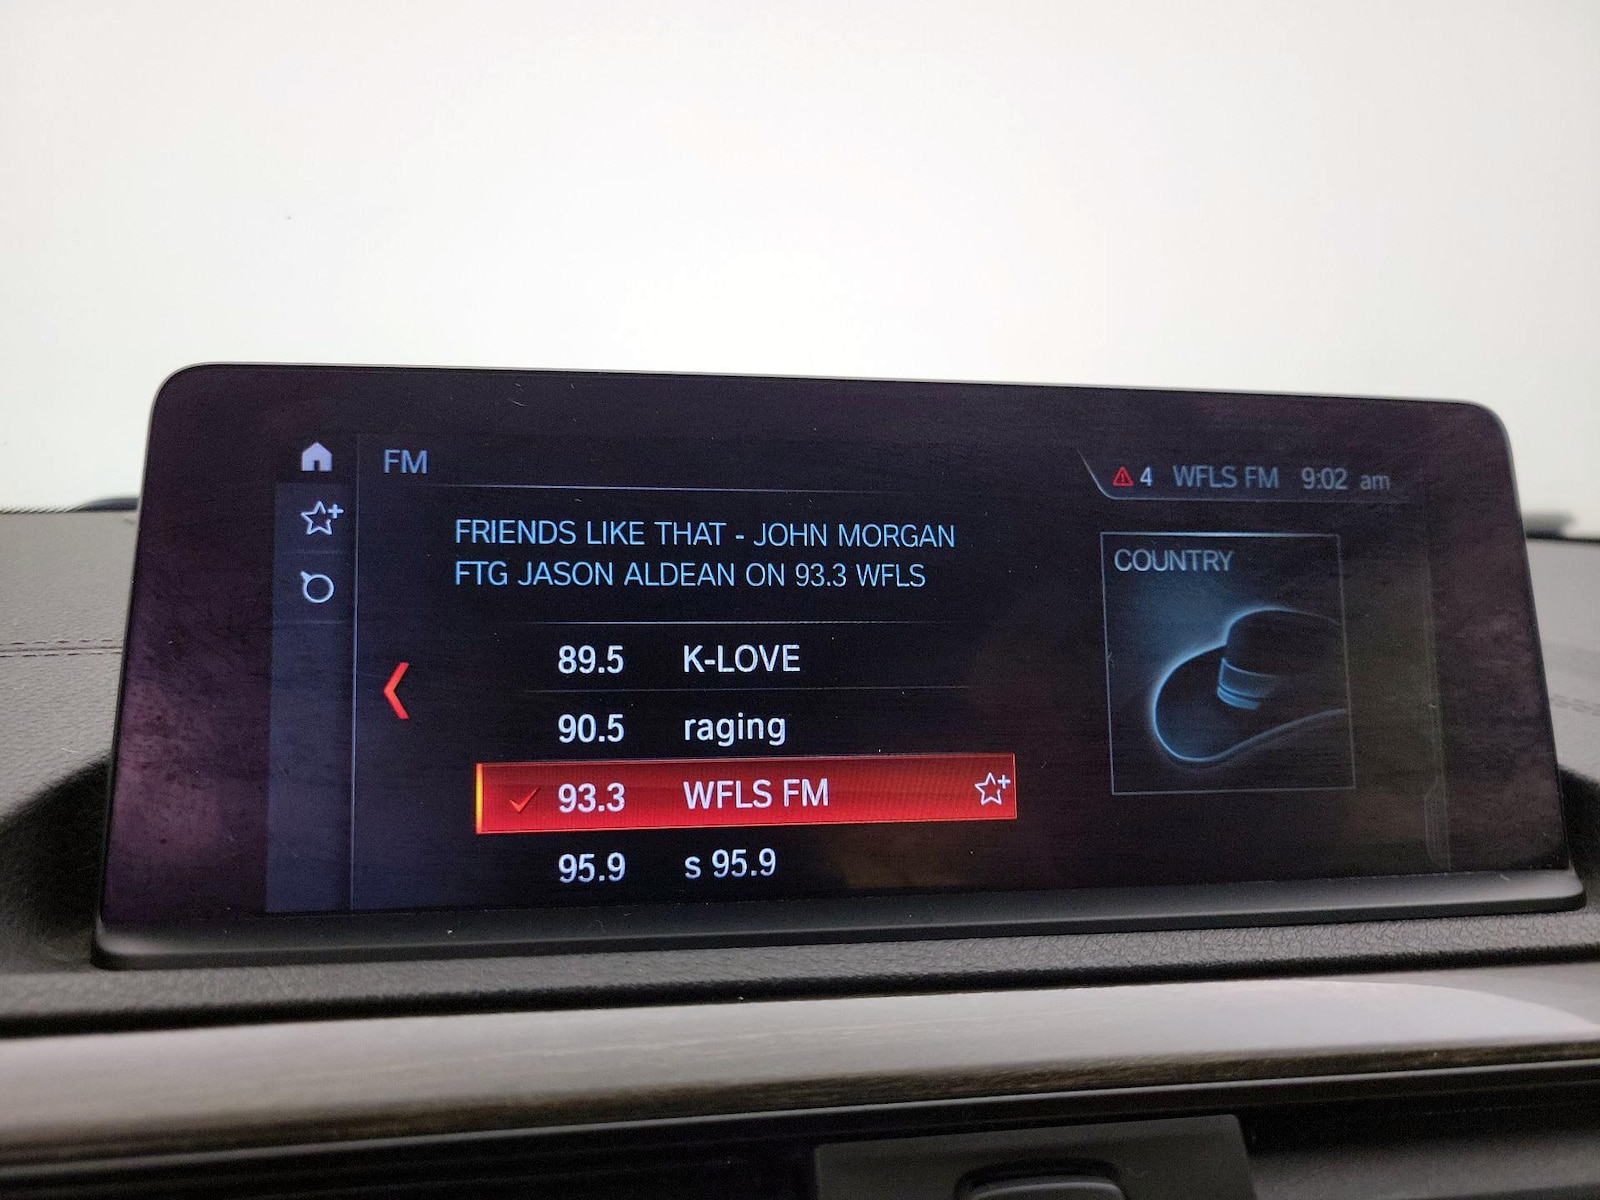 FM
4 WFLS FM 9:02 am
FRIENDS LIKE THAT - JOHN MORGAN
FTG JASON ALDEAN ON 93.3 WFLS
COUNTRY
89.5 K-LOVE
90.5 raging
93.3 WFLS FM
95.9 s 95.9